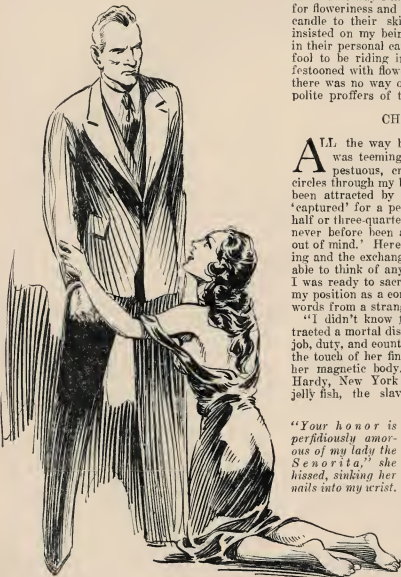 for floweriness and
candle to their ski
insisted on my bein
in their personal ca
fool to be riding i
festooned with flow
there was no way o
polite proffers of t
CH
ALL the way b
was teeming
pestuous, cr
circles through my b
been attracted by
'captured' for a pe
half or three-quarte
never before been a
out of mind.' Here
ing and the exchang
able to think of any
I was ready to sacr
my position as a cor
words from a strang
"I didn't know t
tracted a mortal dis
job, duty, and count
the touch of her fin
her magnetic body.
Hardy, New York
jelly fish, the slav
"Your honor is
perfidiously amor-
ous of my lady the
Senorita," she
hissed, sinking her
nails into my wrist.